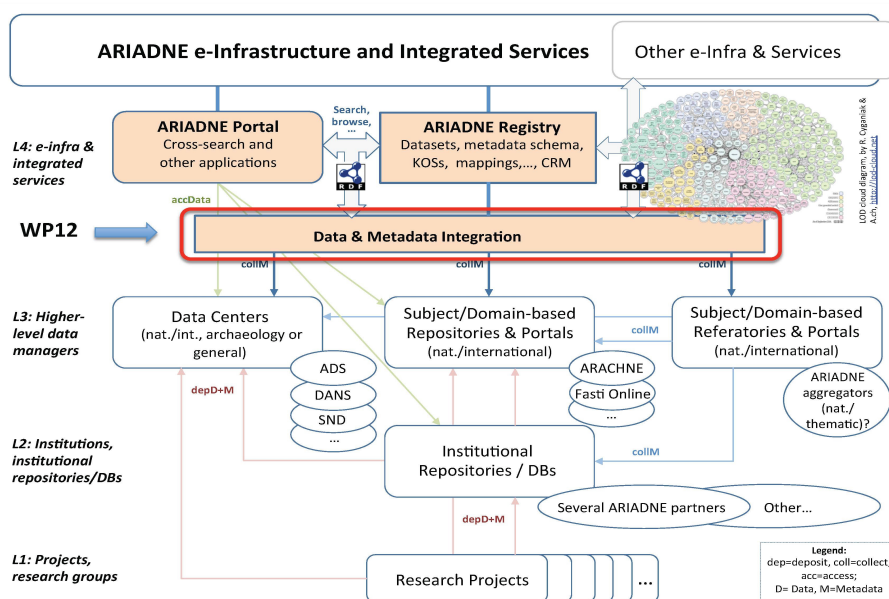 ARIADNE e-Infrastructure and Integrated Services
Other e-Infra & Services
L4: e-infra &
integrated
services
ARIADNE Portal
Cross-search and
other applications
Search,
browse,
...
ARIADNE Registry
Datasets, metadata schema,
KOSs, mappings,..., CRM
RDF
RDF
LOD cloud diagram, by R. Cyganiak &
A.ch, http://lod-cloud.net
accData
WP12
Data & Metadata Integration
collM
collM
collM
L3: Higher-
level data
managers
Data Centers
(nat./int., archaeology or
general)
Subject/Domain-based
Repositories & Portals
(nat./international)
Subject/Domain-based
Referatories & Portals
(nat./international)
collM
depD+M
ADS
DANS
SND
...
ARACHNE
Fasti Online
...
ARIADNE
aggregators
(nat./
thematic)?
L2: Institutions,
institutional
repositories/DBs
Institutional
Repositories / DBs
collM
Several ARIADNE partners
Other...
depD+M
L1: Projects,
research groups
Research Projects
...
Legend:
dep=deposit, coll=collect,
acc=access;
D= Data, M=Metadata